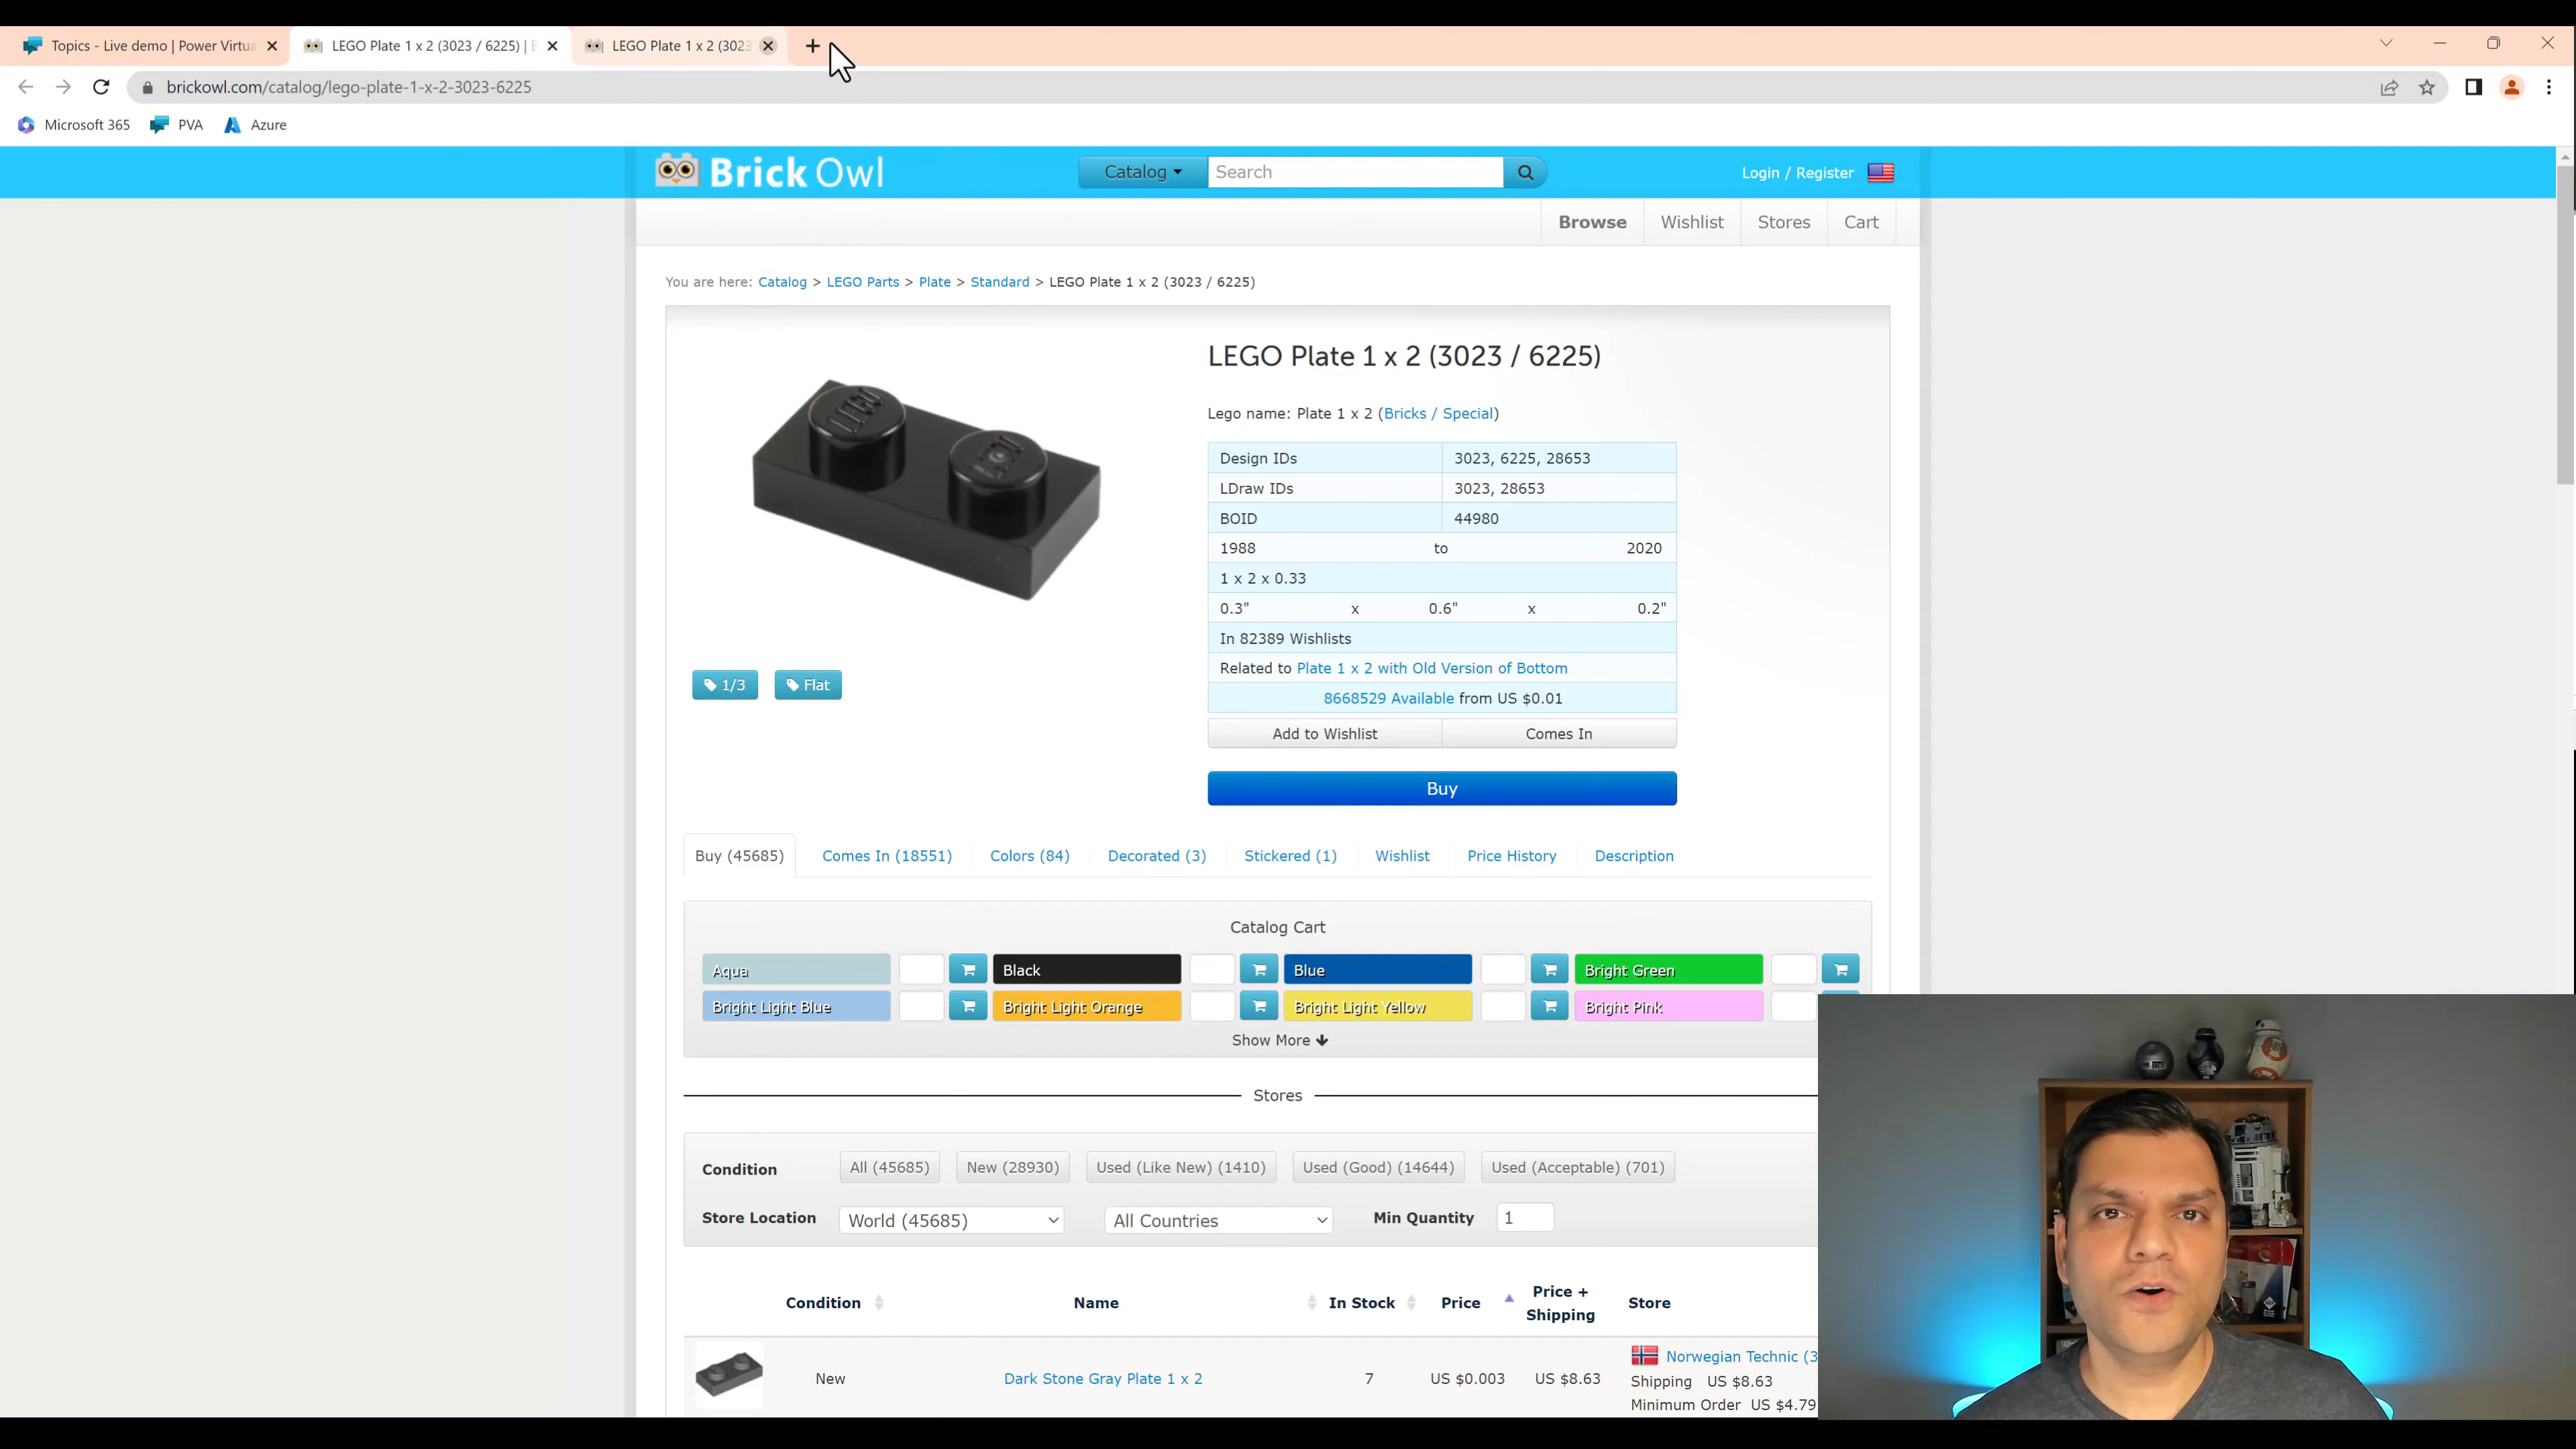 Topics - Live demo | Power Virtua
LEGO Plate 1 x 2 (3023 / 6225) | B
LEGO Plate 1 x 2 (3023
brickowl.com/catalog/lego-plate-1-x-2-3023-6225
Microsoft 365 PVA Azure
Brick Owl Catalog Search Login / Register
Browse Wishlist Stores Cart
You are here: Catalog > LEGO Parts > Plate > Standard > LEGO Plate 1 x 2 (3023 / 6225)
LEGO Plate 1 x 2 (3023 / 6225)
Lego name: Plate 1 x 2 (Bricks / Special)
LEGO
Design IDs 3023, 6225, 28653
LDraw IDs 3023, 28653
BOID 44980
1988 to 2020
1 x 2 x 0.33
0.3" x 0.6" x 0.2"
In 82389 Wishlists
Related to Plate 1 x 2 with Old Version of Bottom
1/3 Flat
8668529 Available from US $0.01
Add to Wishlist Comes In
Buy
Buy (45685) Comes In (18551) Colors (84) Decorated (3) Stickered (1) Wishlist Price History Description
Catalog Cart
Aqua Black Blue Bright Green
Bright Light Blue Bright Light Orange Bright Light Yellow Bright Pink
Show More
Stores
Condition All (45685) New (28930) Used (Like New) (1410) Used (Good) (14644) Used (Acceptable) (701)
Store Location World (45685) All Countries Min Quantity 1
Condition Name In Stock Price Price + Shipping Store
New Dark Stone Gray Plate 1 x 2 7 US $0.003 US $8.63 Norwegian Technic (3
Shipping US $8.63
Minimum Order US $4.79